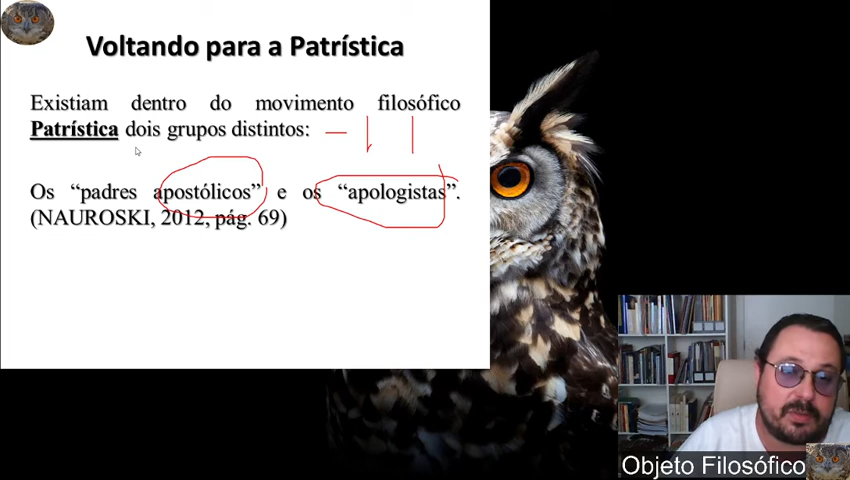 Voltando para a Patrística
Existiam dentro do movimento filosófico
Patrística dois grupos distintos:
Os “padres apostólicos” e os “apologistas”.
(NAUROSKI, 2012, pág. 69)
Objeto Filosófico